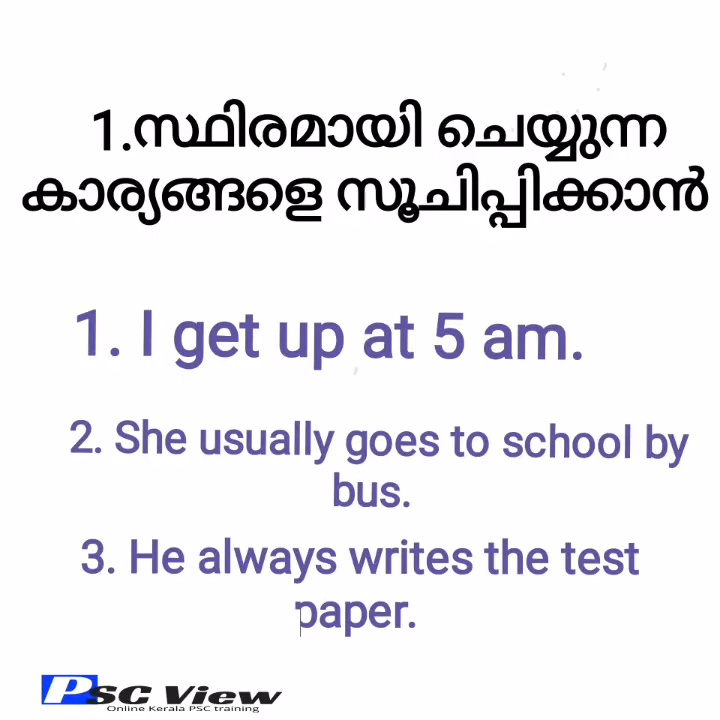 1.സ്ഥിരമായി ചെയ്യുന്ന
കാര്യങ്ങളെ സൂചിപ്പിക്കാൻ
1. I get up at 5 am.
2. She usually goes to school by
bus.
3. He always writes the test
paper.
PSC View
Online Kerala PSC training